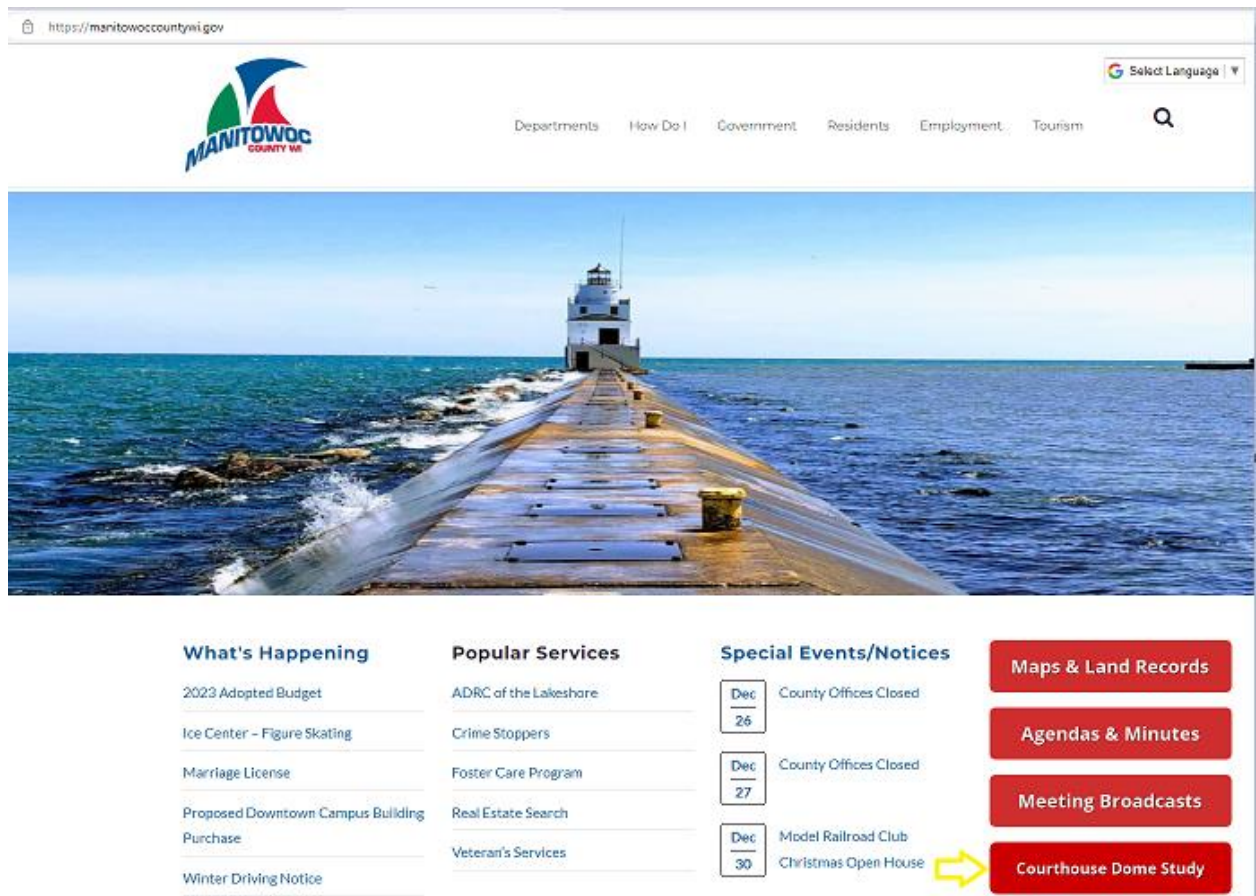 https://manitowoccountywi.gov
Select Language ▼
MANITOWOC
COUNTY WI
Departments How Do I Government Residents Employment Tourism
What's Happening
2023 Adopted Budget
Ice Center – Figure Skating
Marriage License
Proposed Downtown Campus Building
Purchase
Winter Driving Notice
Popular Services
ADRC of the Lakeshore
Crime Stoppers
Foster Care Program
Real Estate Search
Veteran's Services
Special Events/Notices
Dec
26
County Offices Closed
Dec
27
County Offices Closed
Dec
30
Model Railroad Club
Christmas Open House
Maps & Land Records
Agendas & Minutes
Meeting Broadcasts
Courthouse Dome Study